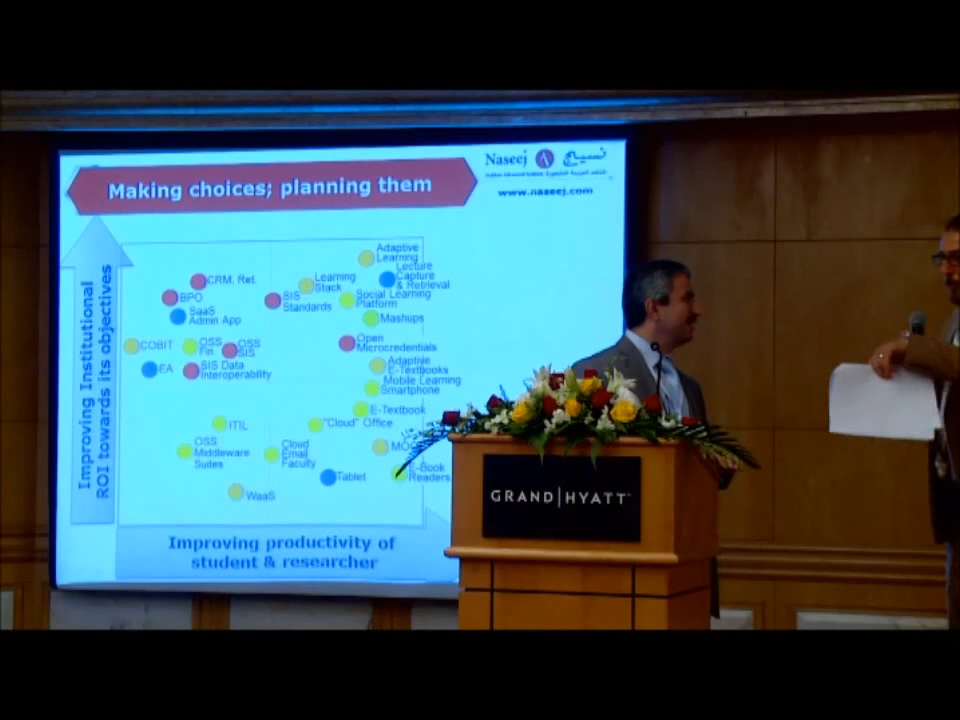 Making choices; planning them
Naseej
نسيج
www.naseej.com
Improving Institutional
ROI towards its objectives
Adaptive
Learning
Lecture
Capture
& Retrieval
CRM, Ret.
Learning
Stack
BPO
SIS
Standards
Social Learning
Platform
SaaS
Admin App
Mashups
COBIT
OSS
Fin
OSS
SIS
Open
Microcredentials
EA
SIS Data
Interoperability
Adaptive
E-Textbooks
Mobile Learning
Smartphone
E-Textbook
ITIL
"Cloud" Office
OSS
Middleware
Suites
Cloud
Email
Faculty
Tablet
E-Book
Readers
WaaS
Improving productivity of
student & researcher
GRAND HYATT